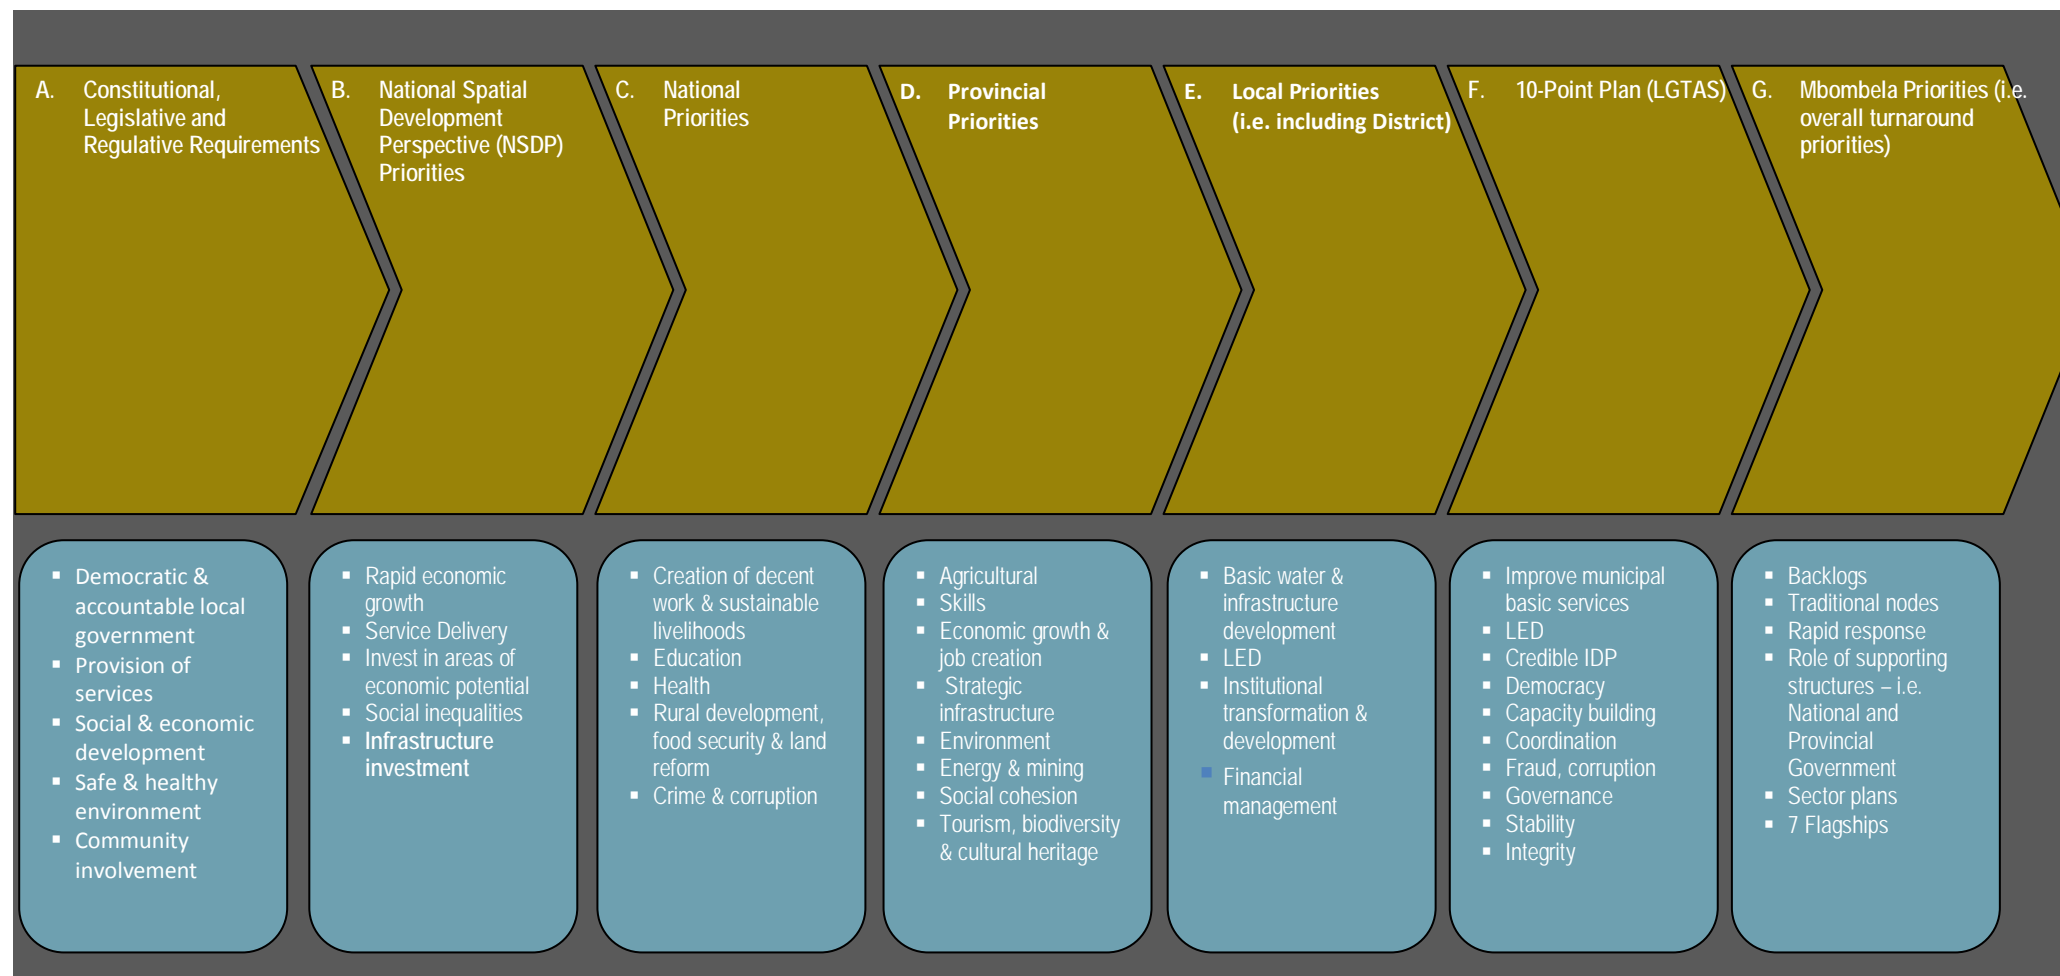 A. Constitutional,
Legislative and
Regulative Requirements
B. National Spatial
Development
Perspective (NSDP)
Priorities
C. National
Priorities
D. Provincial
Priorities
E. Local Priorities
(i.e. including District)
F. 10-Point Plan (LGTAS)
G. Mbombela Priorities (i.e.
overall turnaround
priorities)
▪ Democratic &
accountable local
government
▪ Provision of
services
▪ Social & economic
development
▪ Safe & healthy
environment
▪ Community
involvement
▪ Rapid economic
growth
▪ Service Delivery
▪ Invest in areas of
economic potential
▪ Social inequalities
▪ Infrastructure
investment
▪ Creation of decent
work & sustainable
livelihoods
▪ Education
▪ Health
▪ Rural development,
food security & land
reform
▪ Crime & corruption
▪ Agricultural
▪ Skills
▪ Economic growth &
job creation
▪ Strategic
infrastructure
▪ Environment
▪ Energy & mining
▪ Social cohesion
▪ Tourism, biodiversity
& cultural heritage
▪ Basic water &
infrastructure
development
▪ LED
▪ Institutional
transformation &
development
▪ Financial
management
▪ Improve municipal
basic services
▪ LED
▪ Credible IDP
▪ Democracy
▪ Capacity building
▪ Coordination
▪ Fraud, corruption
▪ Governance
▪ Stability
▪ Integrity
▪ Backlogs
▪ Traditional nodes
▪ Rapid response
▪ Role of supporting
structures – i.e.
National and
Provincial
Government
▪ Sector plans
▪ 7 Flagships